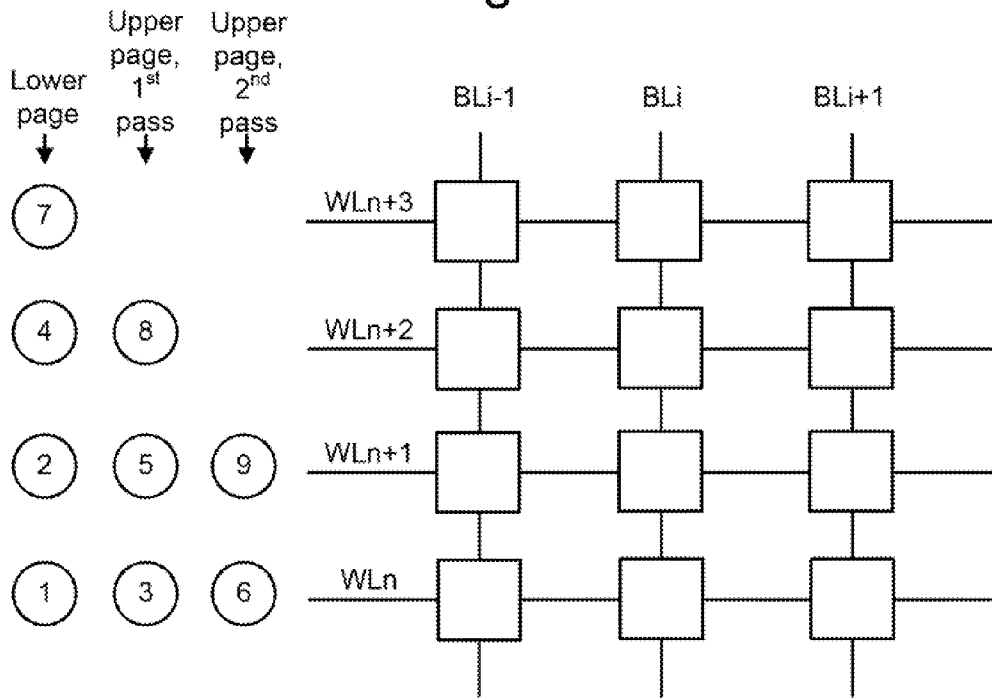 g
Upper Upper
page, page,
Lower 1st 2nd
page pass pass
BLi-1 BLi BLi+1
7 WLn+3
4 8 WLn+2
2 5 9 WLn+1
1 3 6 WLn